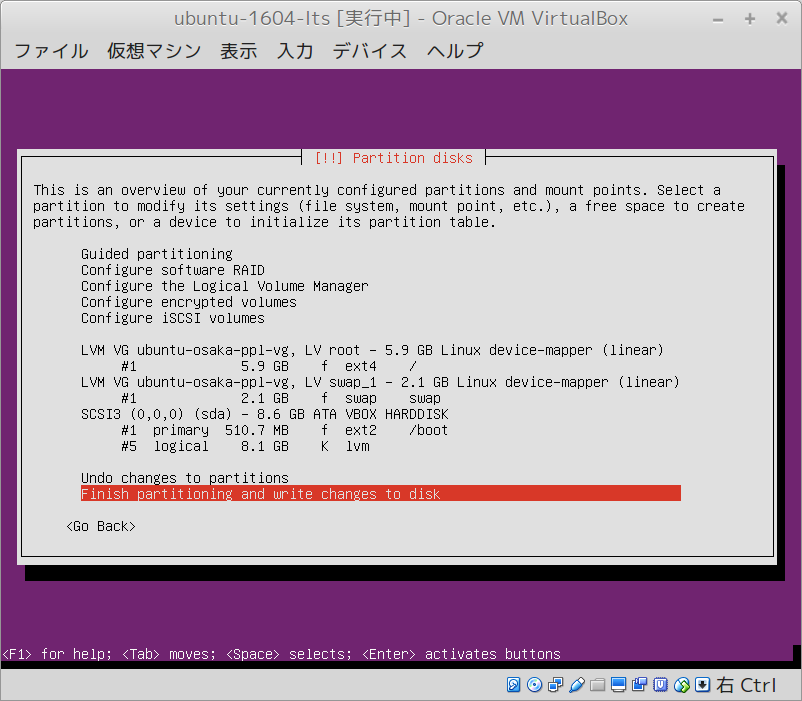 ubuntu-1604-lts [実行中] - Oracle VM VirtualBox
ファイル 仮想マシン 表示 入力 デバイス ヘルプ
[!!] Partition disks
This is an overview of your currently configured partitions and mount points. Select a
partition to modify its settings (file system, mount point, etc.), a free space to create
partitions, or a device to initialize its partition table.
Guided partitioning
Configure software RAID
Configure the Logical Volume Manager
Configure encrypted volumes
Configure iSCSI volumes
LVM VG ubuntu-osaka-ppl-vg, LV root - 5.9 GB Linux device-mapper (linear)
#1 5.9 GB f ext4 /
LVM VG ubuntu-osaka-ppl-vg, LV swap_1 - 2.1 GB Linux device-mapper (linear)
#1 2.1 GB f swap swap
SCSI3 (0,0,0) (sda) - 8.6 GB ATA VBOX HARDDISK
#1 primary 510.7 MB f ext2 /boot
#5 logical 8.1 GB K lvm
Undo changes to partitions
Finish partitioning and write changes to disk
<Go Back>
<F1> for help; <Tab> moves; <Space> selects; <Enter> activates buttons
右 Ctrl